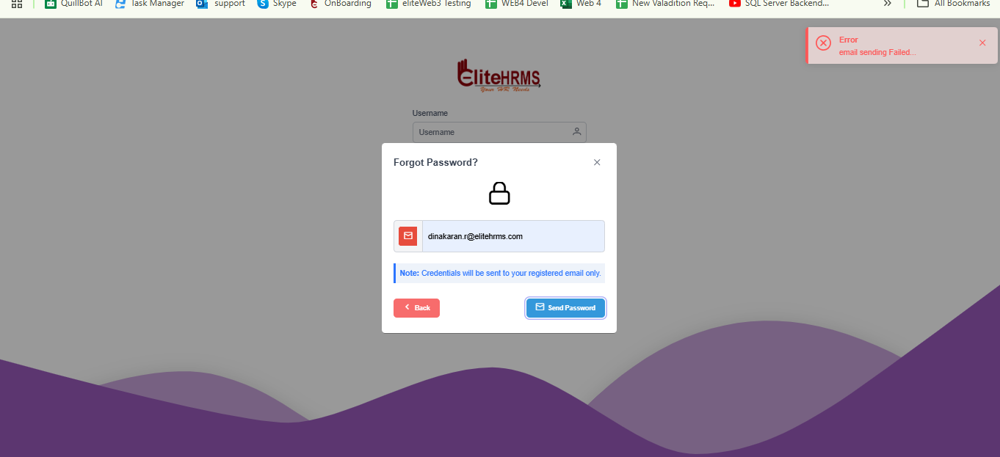 QuillBot AI Task Manager support Skype OnBoarding eliteWeb3 Testing WEB4 Devel Web 4 New Valadition Req... SQL Server Backend... All Bookmarks
Error
email sending Failed...
EliteHRMS
Your HR Needs
Username
Username
Forgot Password?
dinakaran.r@elitehrms.com
Note: Credentials will be sent to your registered email only.
Back
Send Password